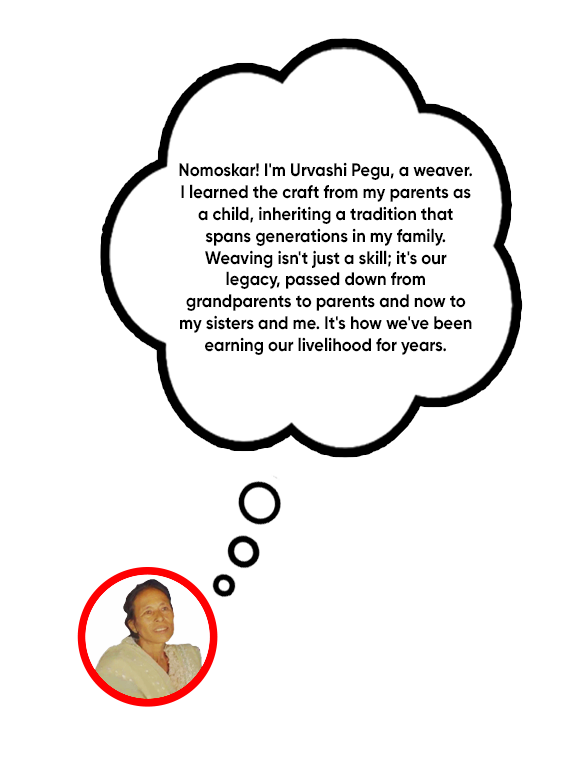 Nomoskar! I'm Urvashi Pegu, a weaver.
I learned the craft from my parents as
a child, inheriting a tradition that
spans generations in my family.
Weaving isn't just a skill; it's our
legacy, passed down from
grandparents to parents and now to
my sisters and me. It's how we've been
earning our livelihood for years.